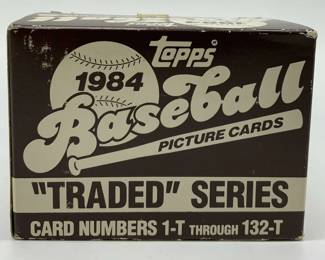 topps
1984
Baseball
PICTURE CARDS
"TRADED" SERIES
CARD NUMBERS 1-T THROUGH 132-T